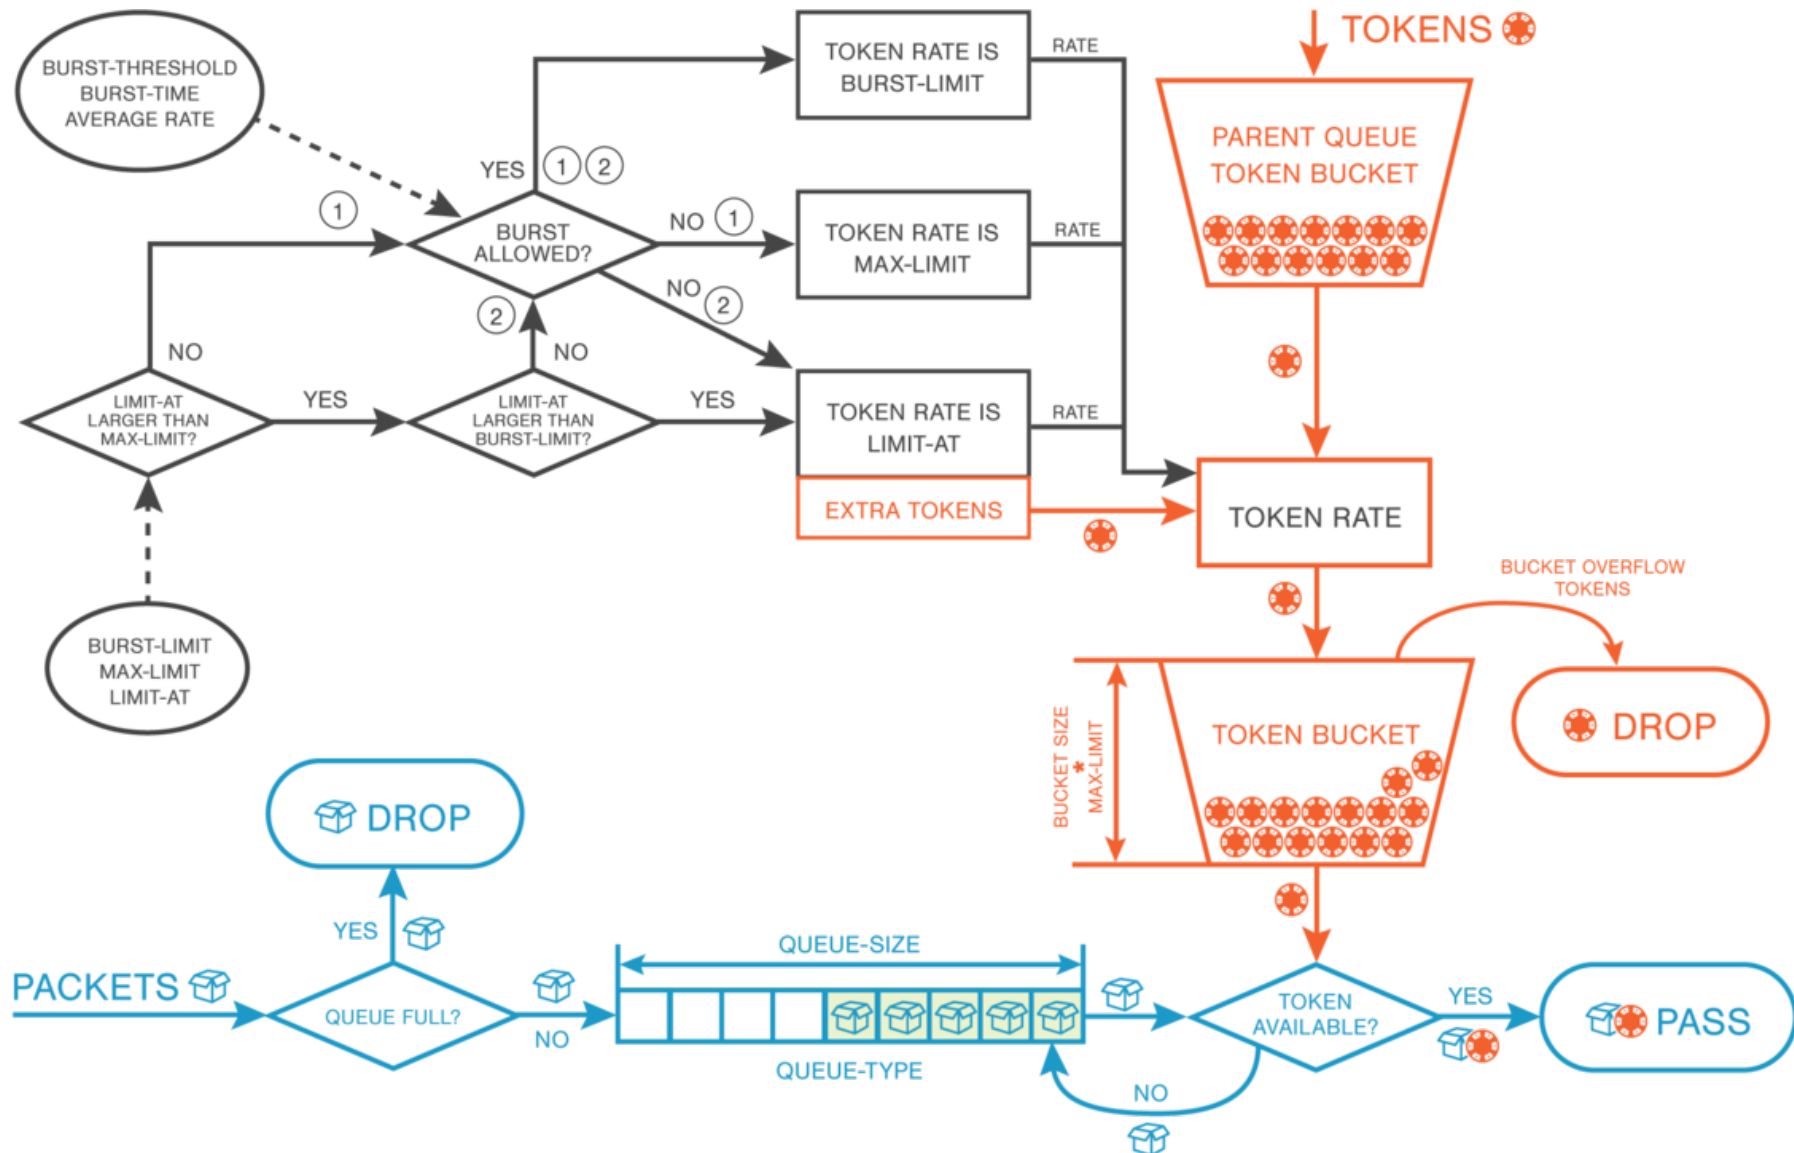 TOKENS
BURST-THRESHOLD
BURST-TIME
AVERAGE RATE
TOKEN RATE IS
BURST-LIMIT
RATE
PARENT QUEUE
TOKEN BUCKET
YES
1
2
1
BURST
ALLOWED?
NO
1
TOKEN RATE IS
MAX-LIMIT
RATE
NO
2
2
NO
NO
LIMIT-AT
LARGER THAN
MAX-LIMIT?
YES
LIMIT-AT
LARGER THAN
BURST-LIMIT?
YES
TOKEN RATE IS
LIMIT-AT
RATE
EXTRA TOKENS
TOKEN RATE
BUCKET OVERFLOW
TOKENS
BURST-LIMIT
MAX-LIMIT
LIMIT-AT
BUCKET SIZE
*
MAX-LIMIT
TOKEN BUCKET
DROP
DROP
YES
PACKETS
QUEUE FULL?
NO
QUEUE-SIZE
QUEUE-TYPE
TOKEN
AVAILABLE?
YES
PASS
NO